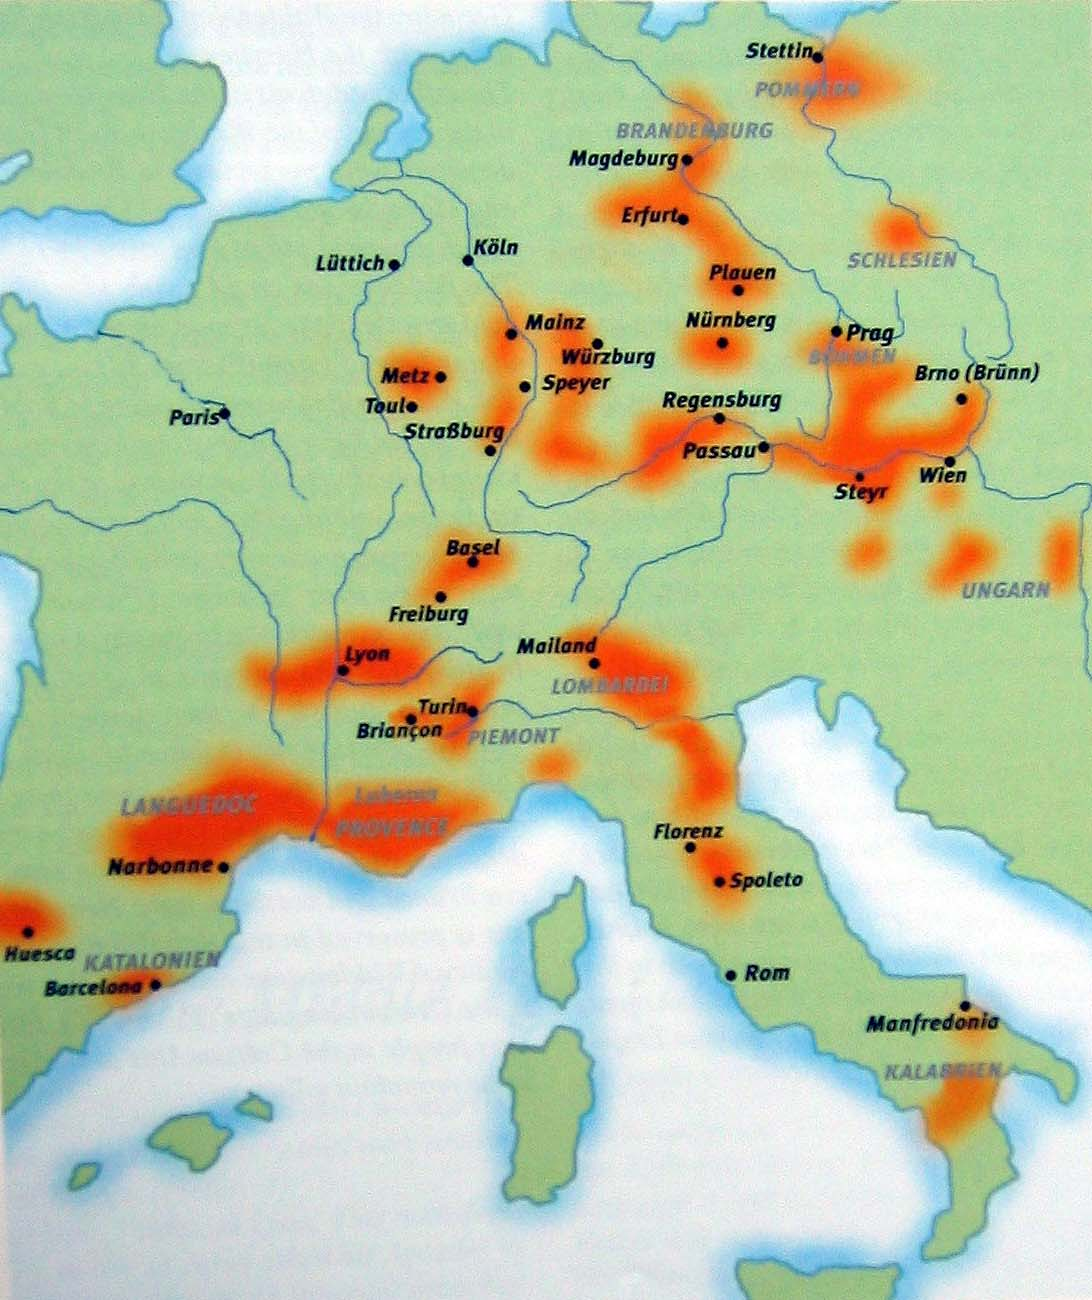 Stettin
POMMERN
BRANDENBURG
Magdeburg
Erfurt
SCHLESIEN
Köln
Lüttich
Plauen
Nürnberg
Mainz
Würzburg
Prag
BÖHMEN
Brno (Brünn)
Metz
Speyer
Toul
Paris
Straßburg
Regensburg
Passau
Wien
Steyr
Basel
Freiburg
UNGARN
Lyon
Mailand
LOMBARDEI
Turin
Briançon
PIEMONT
LANGUEDOC
Luberon
PROVENCE
Florenz
Narbonne
Spoleto
Huesca
KATALONIEN
Barcelona
Rom
Manfredonia
KALABRIEN